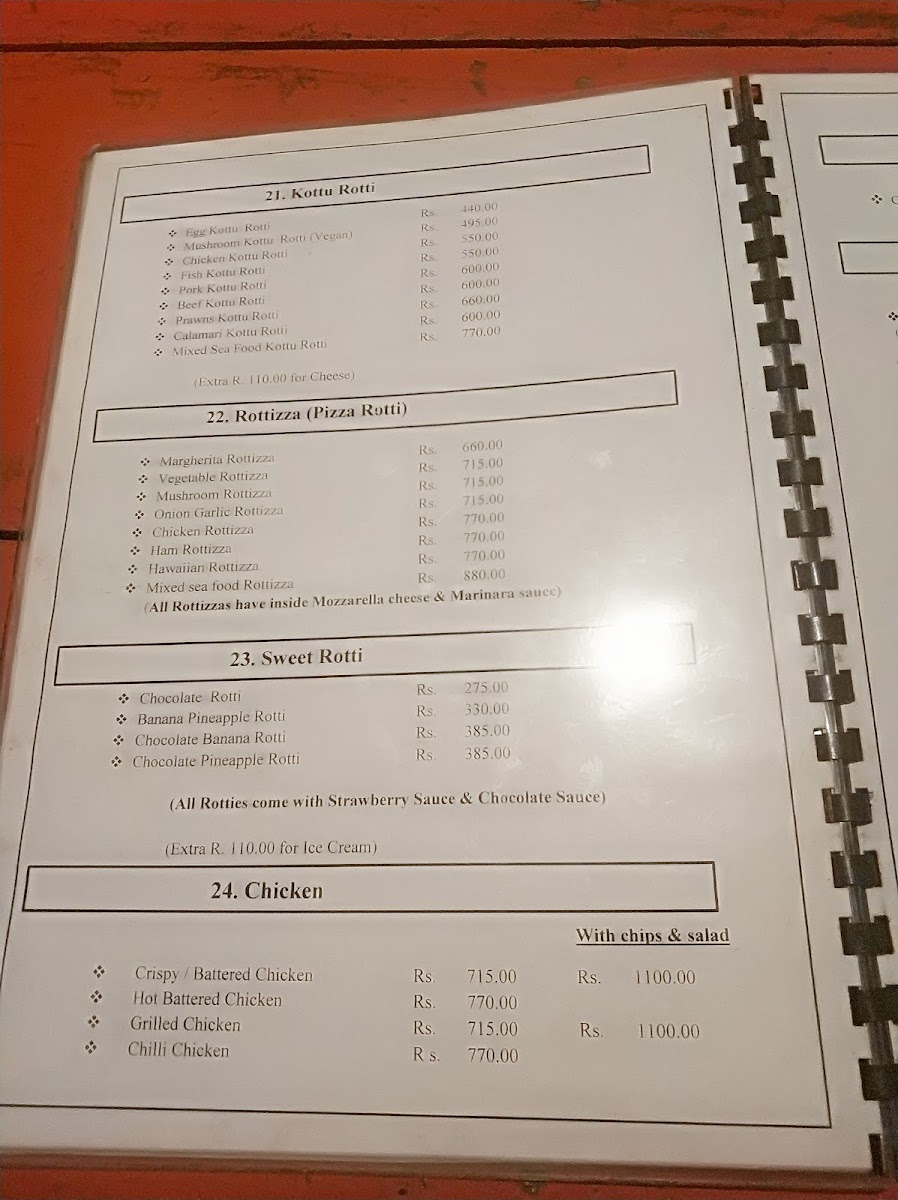 21. Kottu Rotti
❖ Egg Kottu Rotti Rs. 440.00
❖ Mushroom Kottu Rotti (Vegan) Rs. 495.00
❖ Chicken Kottu Rotti Rs. 550.00
❖ Fish Kottu Rotti Rs. 550.00
❖ Pork Kottu Rotti Rs. 600.00
❖ Beef Kottu Rotti Rs. 600.00
❖ Prawns Kottu Rotti Rs. 660.00
❖ Calamari Kottu Rotti Rs. 600.00
❖ Mixed Sea Food Kottu Rotti Rs. 770.00
(Extra R. 110.00 for Cheese)
22. Rottizza (Pizza Rotti)
❖ Margherita Rottizza Rs. 660.00
❖ Vegetable Rottizza Rs. 715.00
❖ Mushroom Rottizza Rs. 715.00
❖ Onion Garlic Rottizza Rs. 715.00
❖ Chicken Rottizza Rs. 770.00
❖ Ham Rottizza Rs. 770.00
❖ Hawaiian Rottizza Rs. 770.00
❖ Mixed sea food Rottizza Rs. 880.00
(All Rottizzas have inside Mozzarella cheese & Marinara sauce)
23. Sweet Rotti
❖ Chocolate Rotti Rs. 275.00
❖ Banana Pineapple Rotti Rs. 330.00
❖ Chocolate Banana Rotti Rs. 385.00
❖ Chocolate Pineapple Rotti Rs. 385.00
(All Rotties come with Strawberry Sauce & Chocolate Sauce)
(Extra R. 110.00 for Ice Cream)
24. Chicken
With chips & salad
❖ Crispy / Battered Chicken Rs. 715.00 Rs. 1100.00
❖ Hot Battered Chicken Rs. 770.00
❖ Grilled Chicken Rs. 715.00 Rs. 1100.00
❖ Chilli Chicken R s. 770.00